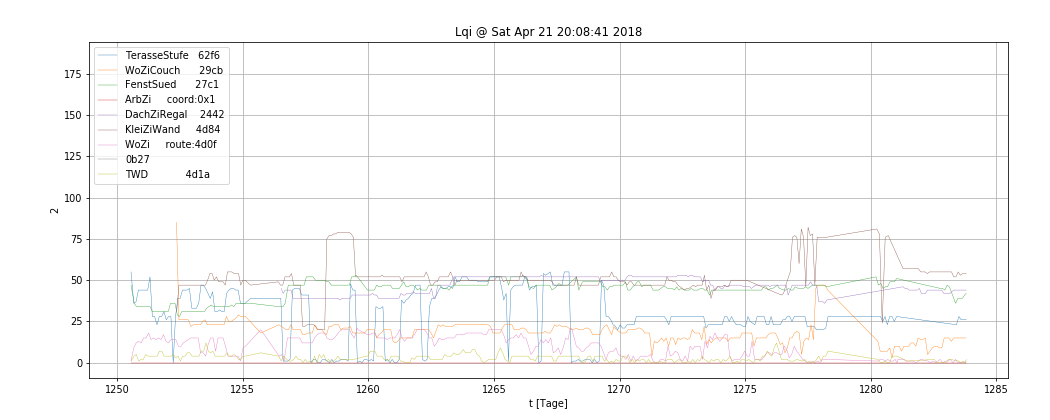 Lqi @ Sat Apr 21 20:08:41 2018
TerasseStufe 62f6
WoZiCouch 29cb
FenstSued 27c1
ArbZi coord:0x1
DachZiRegal 2442
KleiZiWand 4d84
WoZi route:4d0f
0b27
TWD 4d1a
175
150
125
100
75
50
25
0
2
1250 1255 1260 1265 1270 1275 1280 1285
t [Tage]